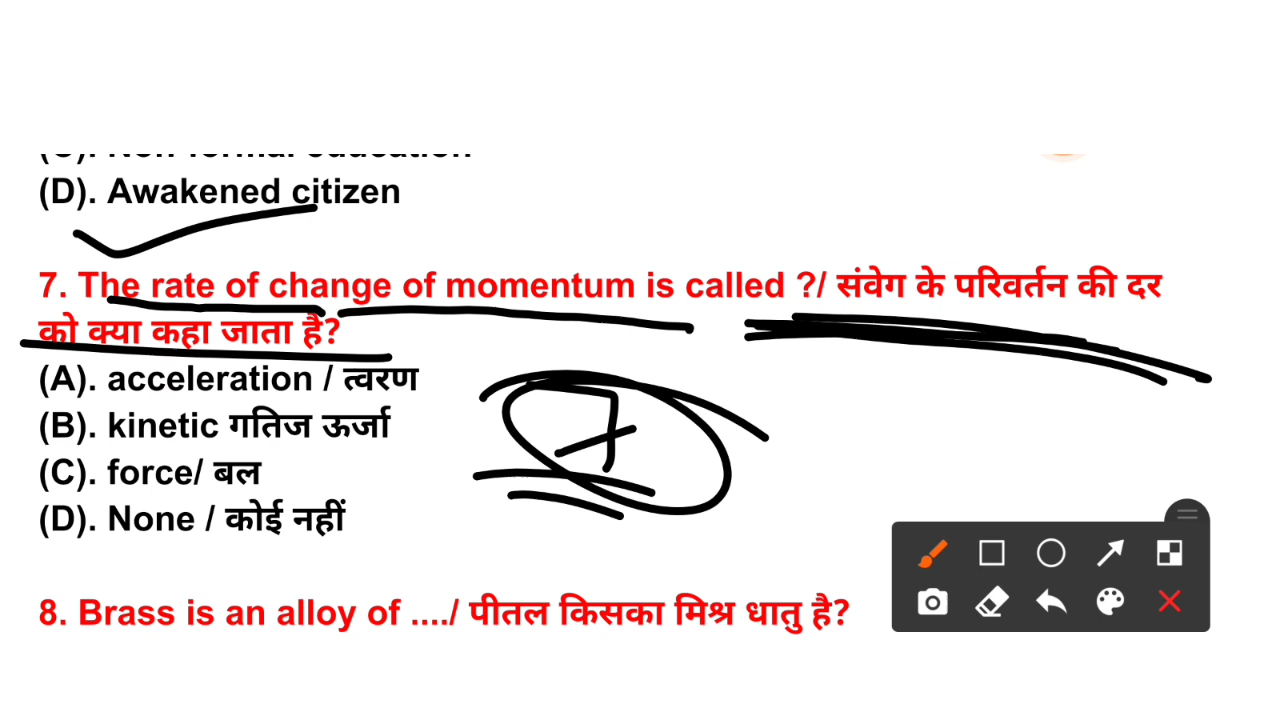 (D). Awakened citizen
7. The rate of change of momentum is called ?/ संवेग के परिवर्तन की दर
को क्या कहा जाता है?
(A). acceleration / त्वरण
(B). kinetic गतिज ऊर्जा
(C). force/ बल
(D). None / कोई नहीं
7
8. Brass is an alloy of ..../ पीतल किसका मिश्र धातु है?